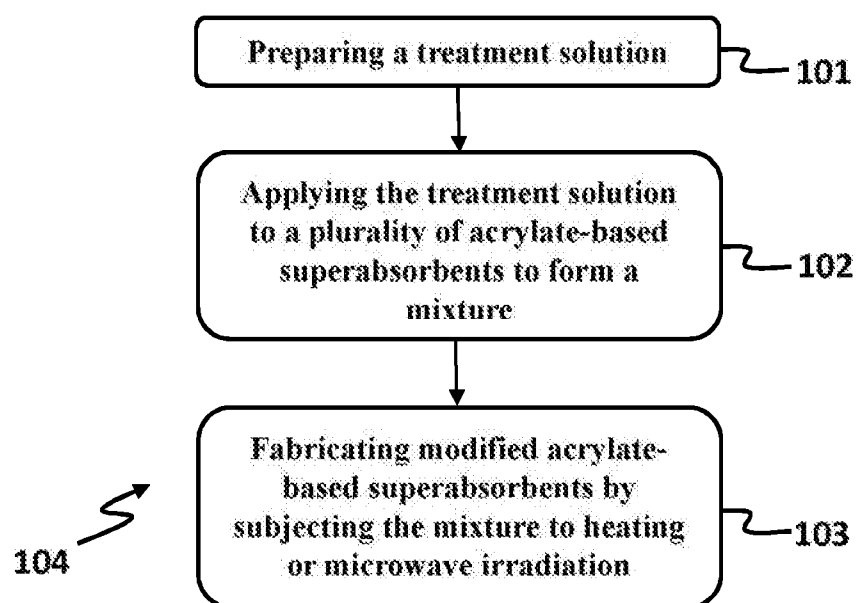 Preparing a treatment solution
101
Applying the treatment solution
to a plurality of acrylate-based
superabsorbents to form a
mixture
102
Fabricating modified acrylate-
based superabsorbents by
subjecting the mixture to heating
or microwave irradiation
103
104